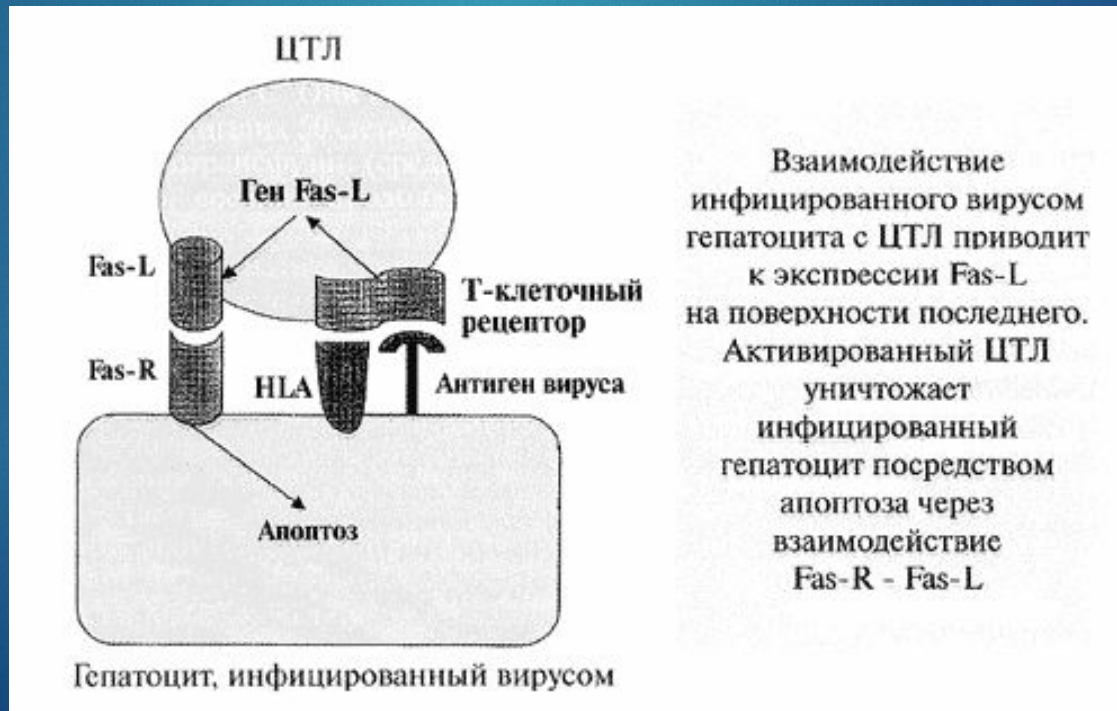 ЦТЛ
Ген Fas-L
Fas-L
Т-клеточный
рецептор
Fas-R
HLA
Антиген вируса
Апоптоз
Гепатоцит, инфицированный вирусом
Взаимодействие
инфицированного вирусом
гепатоцита с ЦТЛ приводит
к экспрессии Fas-L
на поверхности последнего.
Активированный ЦТЛ
уничтожает
инфицированный
гепатоцит посредством
апоптоза через
взаимодействие
Fas-R - Fas-L